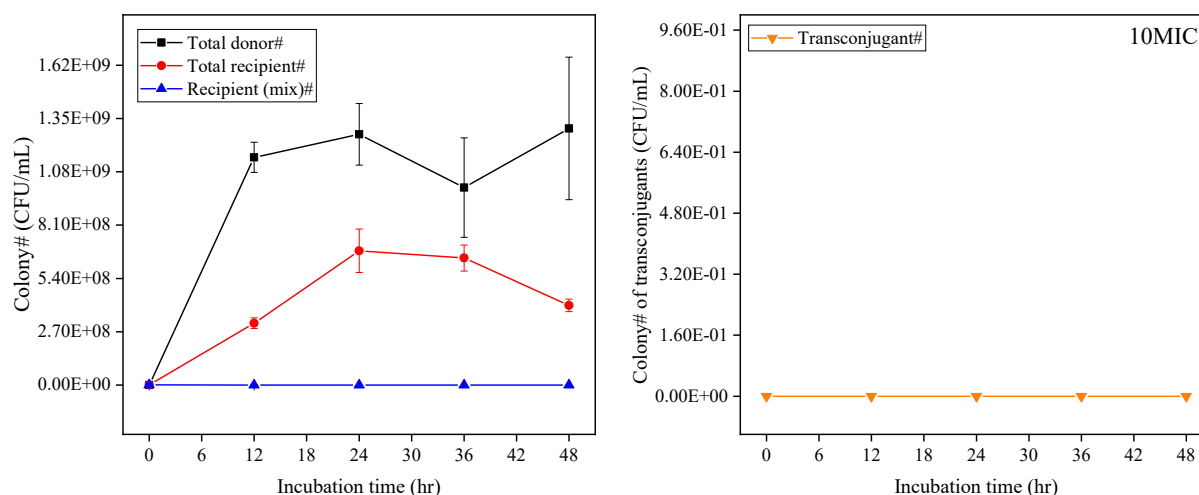 Total donor#
Total recipient#
Recipient (mix)#
1.62E+09
1.35E+09
1.08E+09
8.10E+08
5.40E+08
2.70E+08
0.00E+00
Colony# (CFU/mL)
0 6 12 18 24 30 36 42 48
Incubation time (hr)
Transconjugant#
10MIC
9.60E-01
8.00E-01
6.40E-01
4.80E-01
3.20E-01
1.60E-01
0.00E+00
Colony# of transconjugants (CFU/mL)
0 6 12 18 24 30 36 42 48
Incubation time (hr)